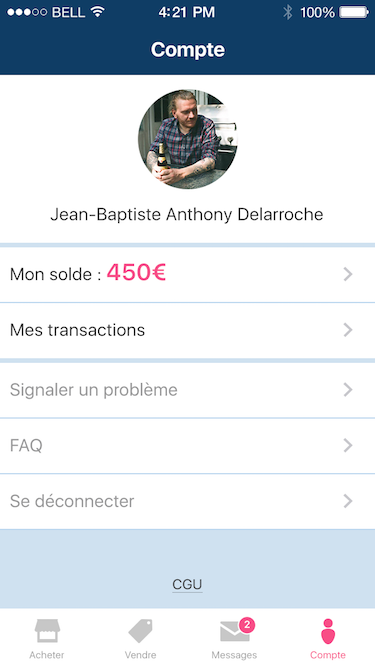 BELL 4:21 PM 100%
Compte
Jean-Baptiste Anthony Delarroche
Mon solde : 450€
Mes transactions
Signaler un problème
FAQ
Se déconnecter
CGU
2
Acheter Vendre Messages Compte